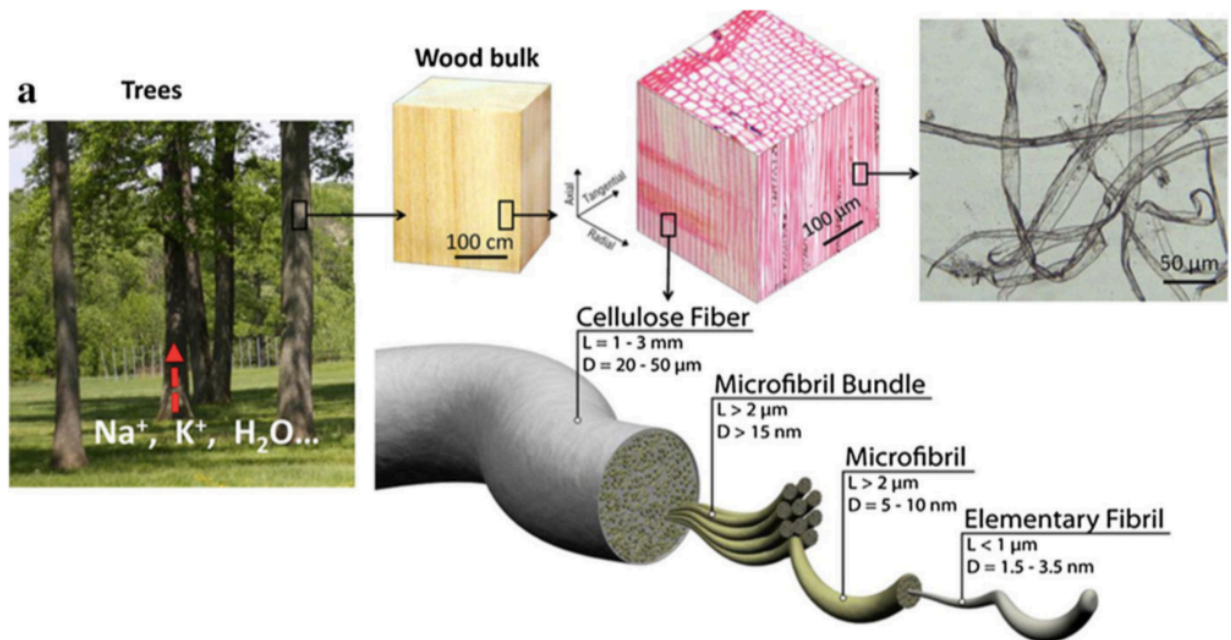 a
Trees
Wood bulk
100 cm
Axial
Tangential
Radial
100 µm
50 µm
Na⁺, K⁺, H₂O...
Cellulose Fiber
L = 1 - 3 mm
D = 20 - 50 µm
Microfibril Bundle
L > 2 µm
D > 15 nm
Microfibril
L > 2 µm
D = 5 - 10 nm
Elementary Fibril
L < 1 µm
D = 1.5 - 3.5 nm